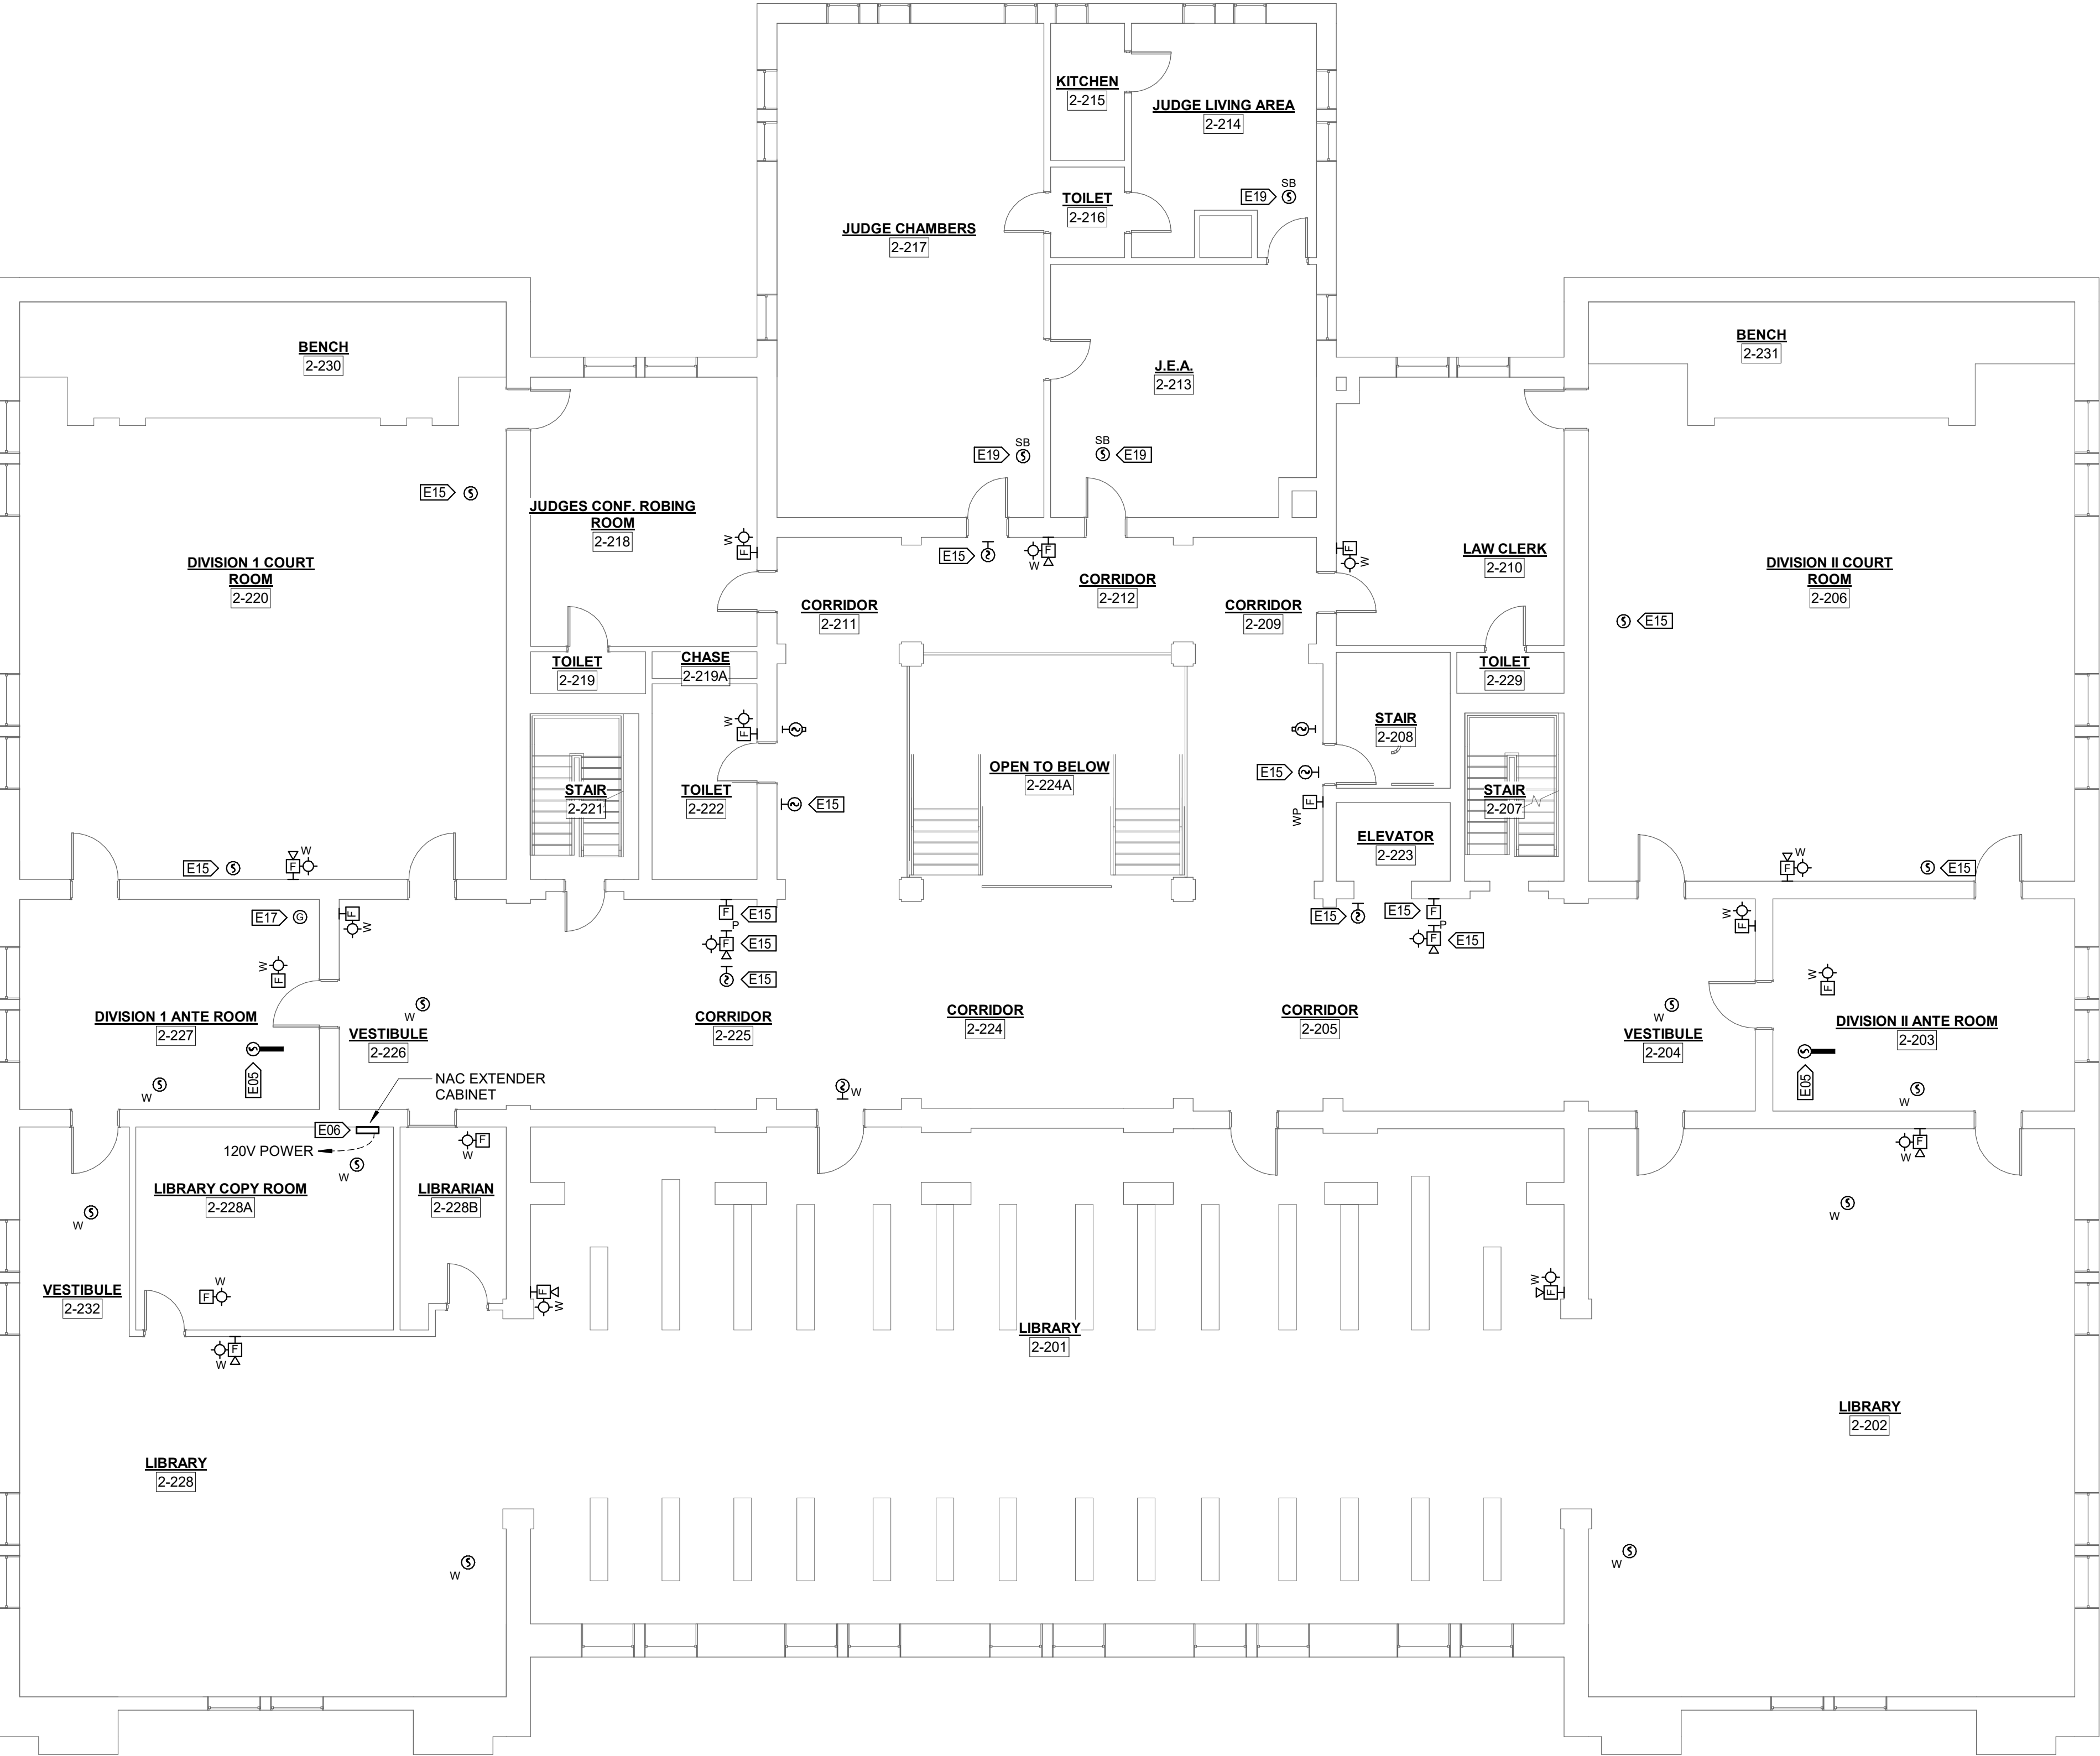 KITCHEN
2-215
JUDGE LIVING AREA
2-214
SB
E19
S
TOILET
2-216
JUDGE CHAMBERS
2-217
BENCH
2-230
BENCH
2-231
J.E.A.
2-213
SB
E19
S
SB
S
E19
E15
S
JUDGES CONF. ROBING
ROOM
2-218
W
F
E15
S
F
W
F
W
LAW CLERK
2-210
DIVISION 1 COURT
ROOM
2-220
DIVISION II COURT
ROOM
2-206
CORRIDOR
2-211
CORRIDOR
2-212
CORRIDOR
2-209
S
E15
TOILET
2-219
CHASE
2-219A
TOILET
2-229
W
F
S
S
STAIR
2-208
OPEN TO BELOW
2-224A
E15
S
STAIR
2-221
TOILET
2-222
S
E15
WP
F
STAIR
2-207
ELEVATOR
2-223
E15
S
W
F
W
F
S
E15
E17
G
F
W
F
E15
P
F
E15
S
E15
E15
S
E15
F
P
F
E15
W
F
W
F
W
F
DIVISION 1 ANTE ROOM
2-227
S
W
VESTIBULE
2-226
CORRIDOR
2-225
CORRIDOR
2-224
CORRIDOR
2-205
S
W
VESTIBULE
2-204
DIVISION II ANTE ROOM
2-203
S
E05
S
W
NAC EXTENDER
CABINET
S
W
S
E05
S
W
E06
120V POWER
S
W
F
W
F
W
LIBRARY COPY ROOM
2-228A
LIBRARIAN
2-228B
S
W
S
W
VESTIBULE
2-232
W
F
F
W
W
F
LIBRARY
2-201
F
W
LIBRARY
2-202
LIBRARY
2-228
S
W
S
W